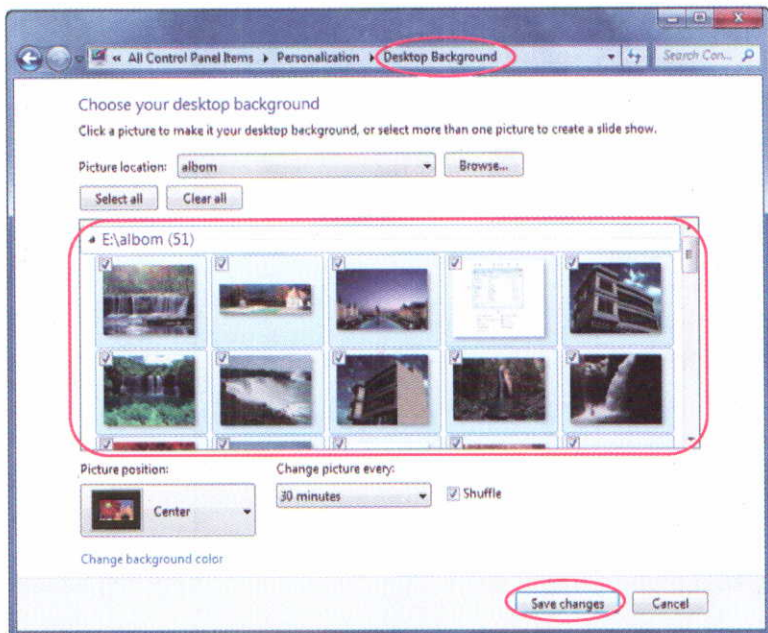 « All Control Panel Items ▸ Personalization ▸ Desktop Background
Search Con...
Choose your desktop background
Click a picture to make it your desktop background, or select more than one picture to create a slide show.
Picture location: albom Browse...
Select all Clear all
E:\albom (51)
Picture position: Change picture every:
Center 30 minutes Shuffle
Change background color
Save changes Cancel